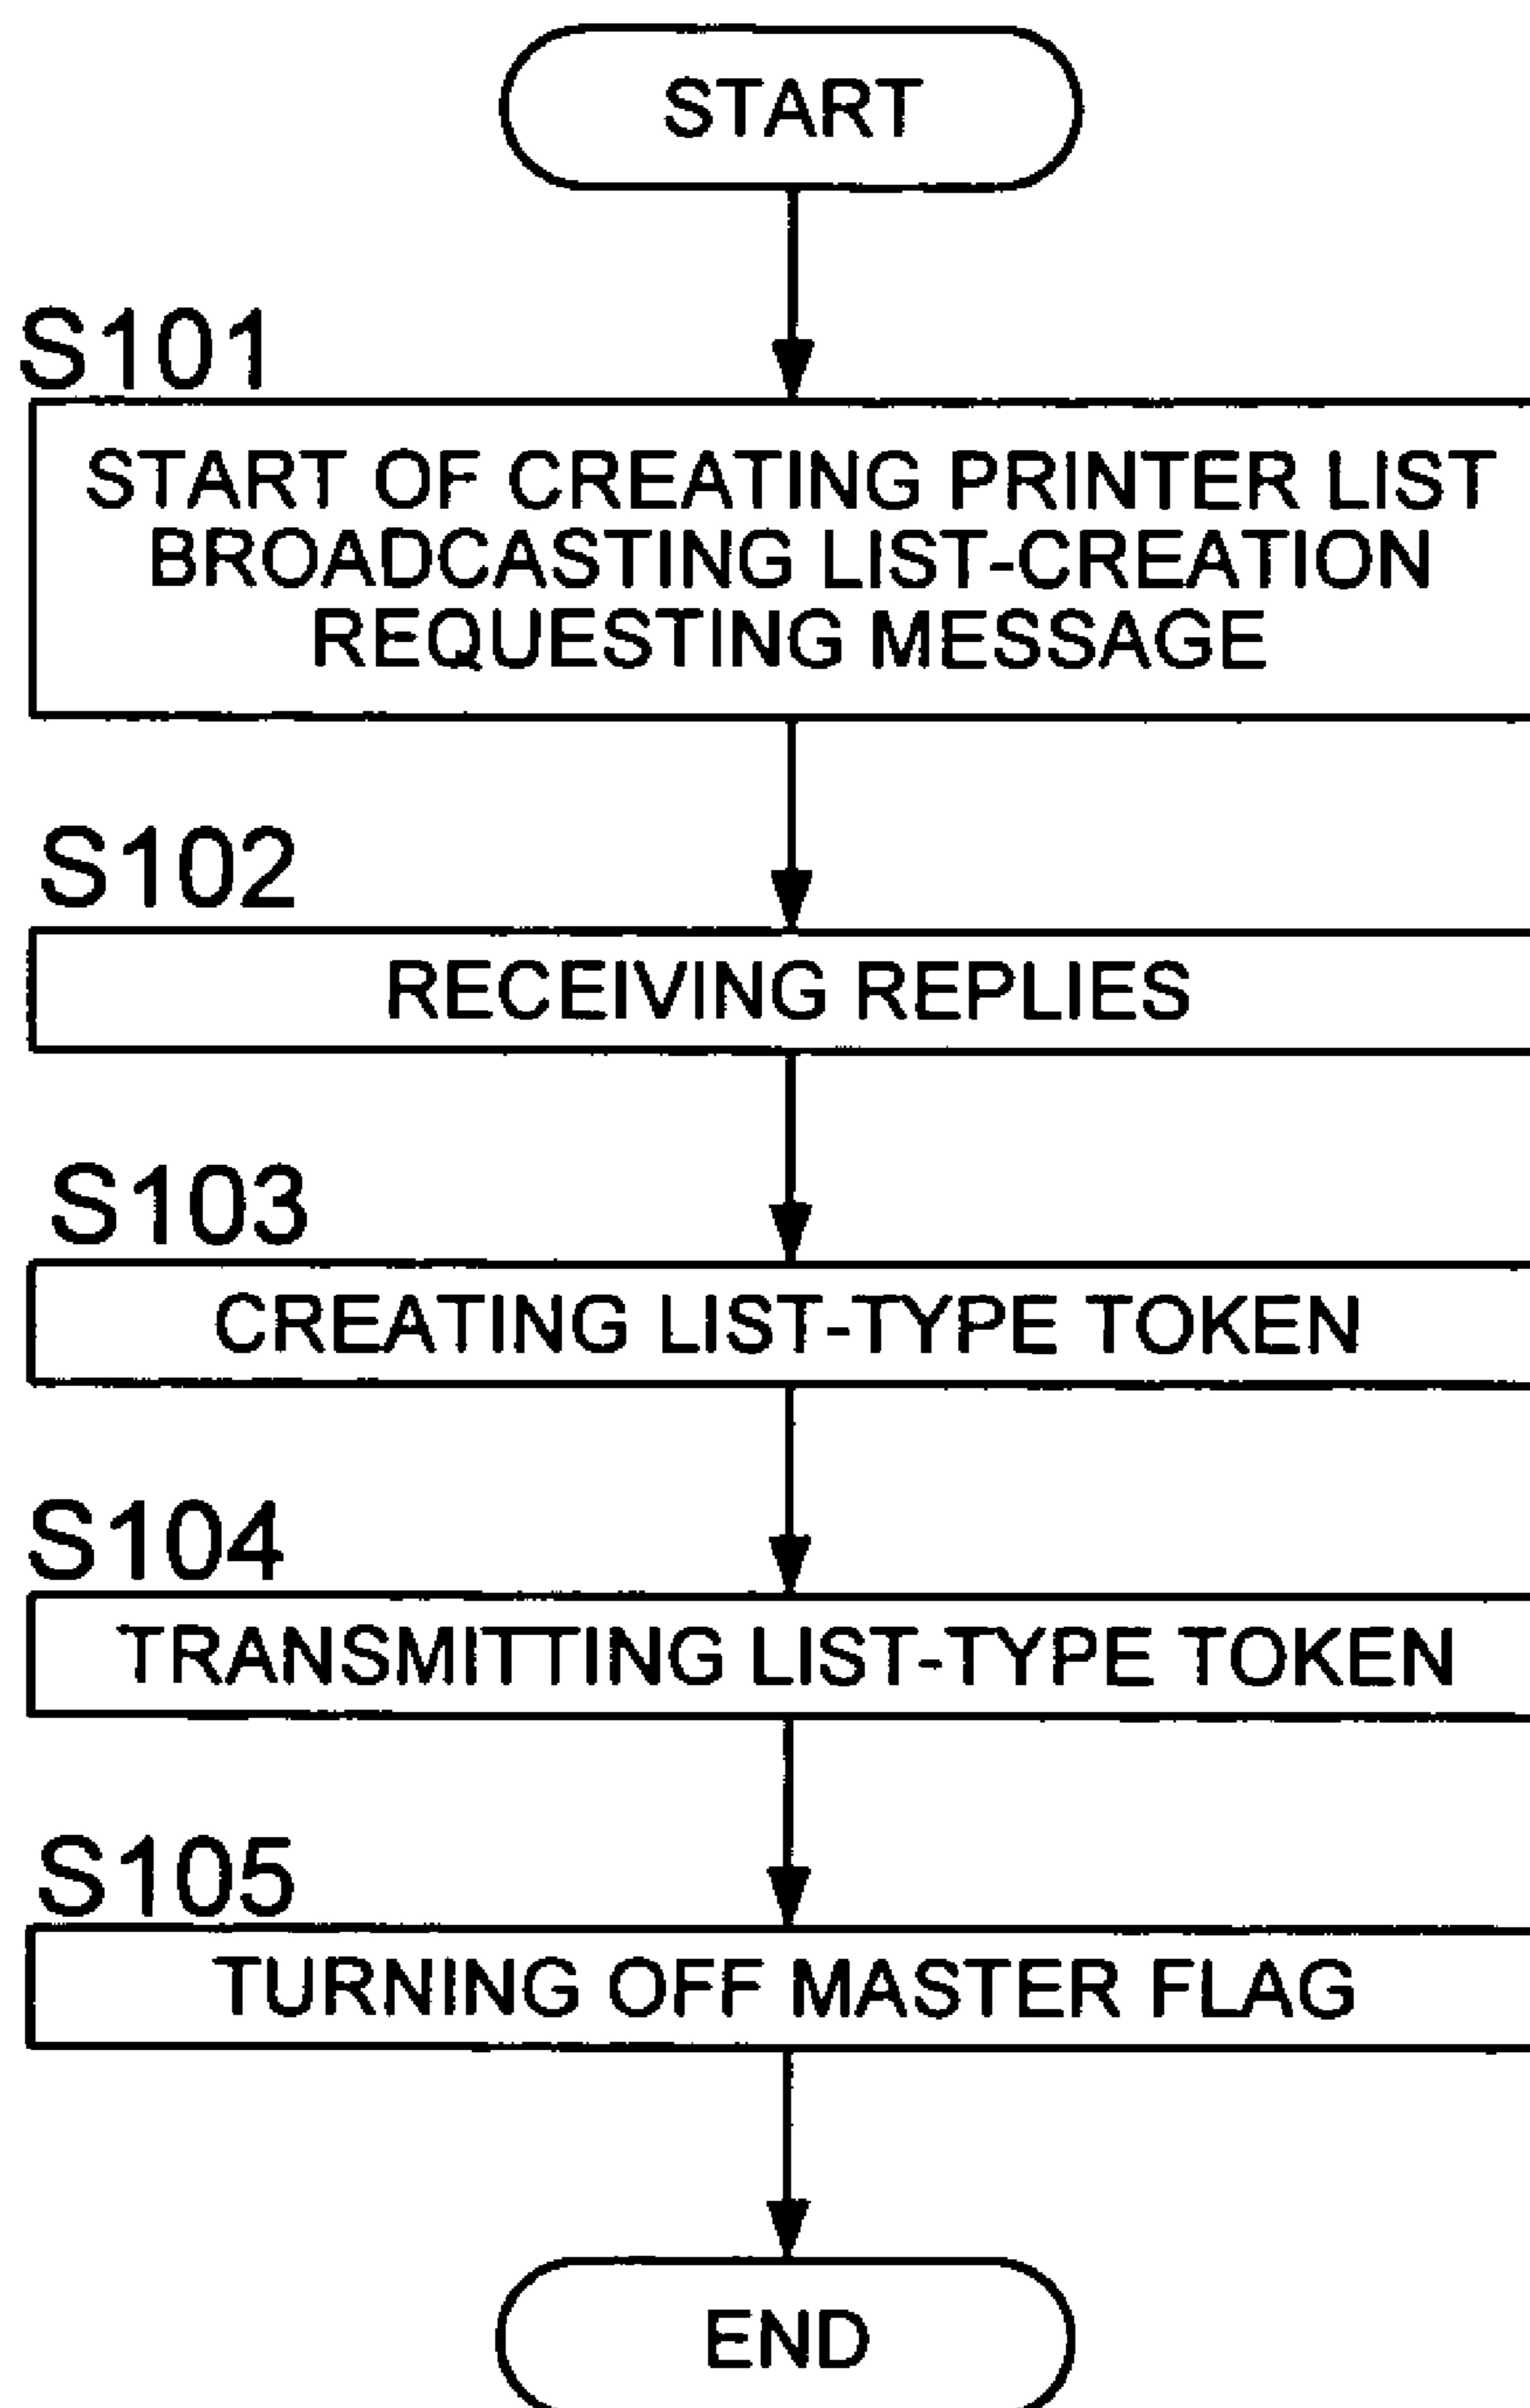 START
S101
START OF CREATING PRINTER LIST
BROADCASTING LIST-CREATION
REQUESTING MESSAGE
S102
RECEIVING REPLIES
S103
CREATING LIST-TYPE TOKEN
S104
TRANSMITTING LIST-TYPE TOKEN
S105
TURNING OFF MASTER FLAG
END